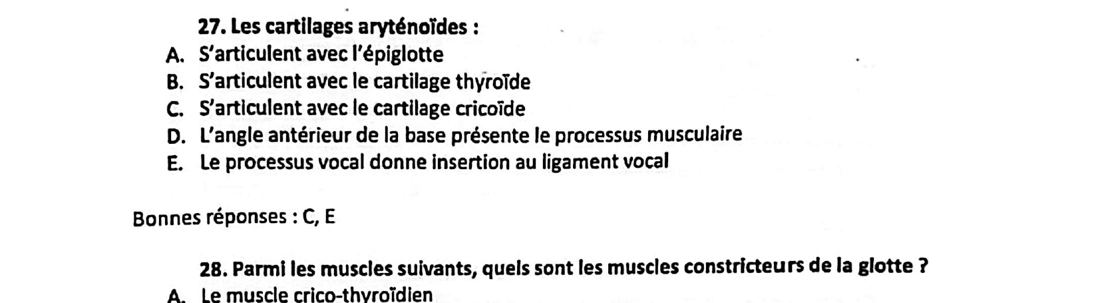 27. Les cartilages aryténoïdes :
A. S'articulent avec l'épiglotte
B. S'articulent avec le cartilage thyroïde
C. S'articulent avec le cartilage cricoïde
D. L'angle antérieur de la base présente le processus musculaire
E. Le processus vocal donne insertion au ligament vocal
Bonnes réponses : C, E
28. Parmi les muscles suivants, quels sont les muscles constricteurs de la glotte ?
A. Le muscle crico-thyroïdien